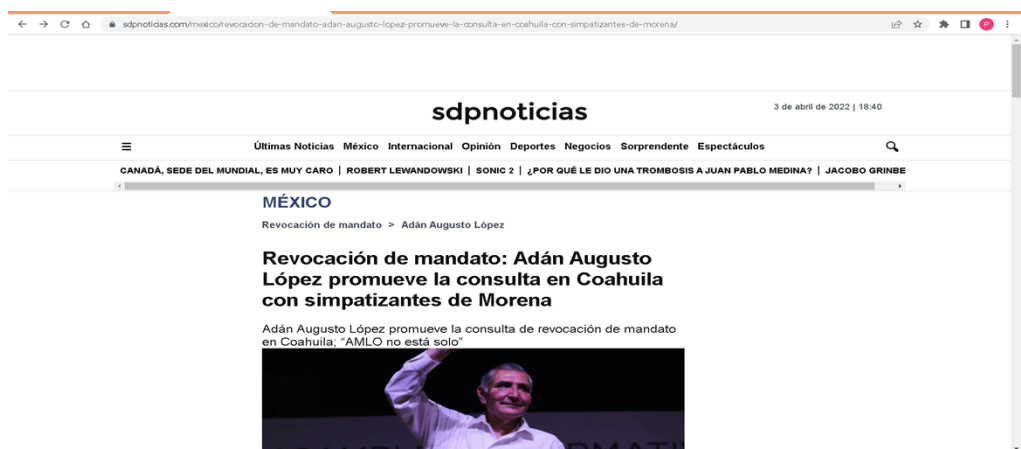 sdpnoticias.com/mexico/revocacion-de-mandato-adan-augusto-lopez-promueve-la-consulta-en-coahuila-con-simpatizantes-de-morena/
P
sdpnoticias
3 de abril de 2022 | 18:40
Últimas Noticias México Internacional Opinión Deportes Negocios Sorprendente Espectáculos
CANADÁ, SEDE DEL MUNDIAL, ES MUY CARO | ROBERT LEWANDOWSKI | SONIC 2 | ¿POR QUÉ LE DIO UNA TROMBOSIS A JUAN PABLO MEDINA? | JACOBO GRINBE
MÉXICO
Revocación de mandato > Adán Augusto López
Revocación de mandato: Adán Augusto
López promueve la consulta en Coahuila
con simpatizantes de Morena
Adán Augusto López promueve la consulta de revocación de mandato
en Coahuila; "AMLO no está solo"